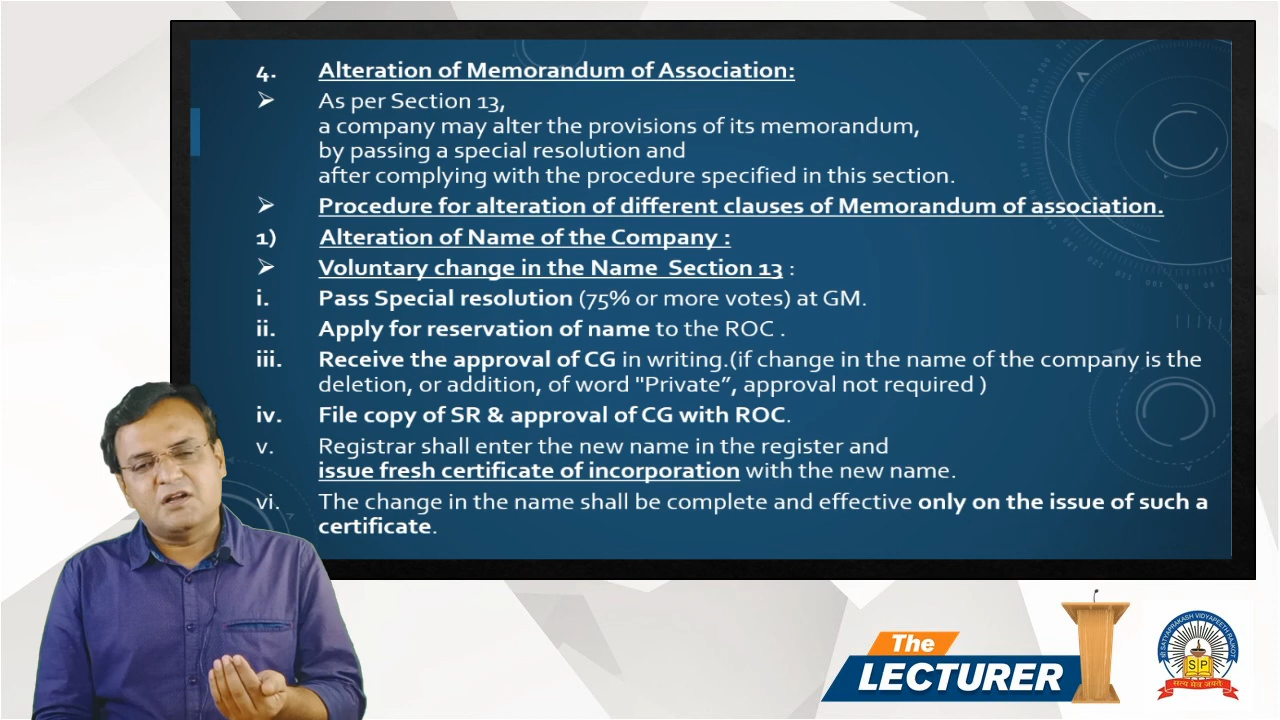 4. Alteration of Memorandum of Association:
➢ As per Section 13,
a company may alter the provisions of its memorandum,
by passing a special resolution and
after complying with the procedure specified in this section.
➢ Procedure for alteration of different clauses of Memorandum of association.
1) Alteration of Name of the Company :
➢ Voluntary change in the Name Section 13 :
i. Pass Special resolution (75% or more votes) at GM.
ii. Apply for reservation of name to the ROC .
iii. Receive the approval of CG in writing.(if change in the name of the company is the
deletion, or addition, of word "Private”, approval not required )
iv. File copy of SR & approval of CG with ROC.
v. Registrar shall enter the new name in the register and
issue fresh certificate of incorporation with the new name.
vi. The change in the name shall be complete and effective only on the issue of such a
certificate.
The
LECTURER
SATYAPRAKASH VIDYAPEETH RAJKOT
SP
सत्य मेव जयते